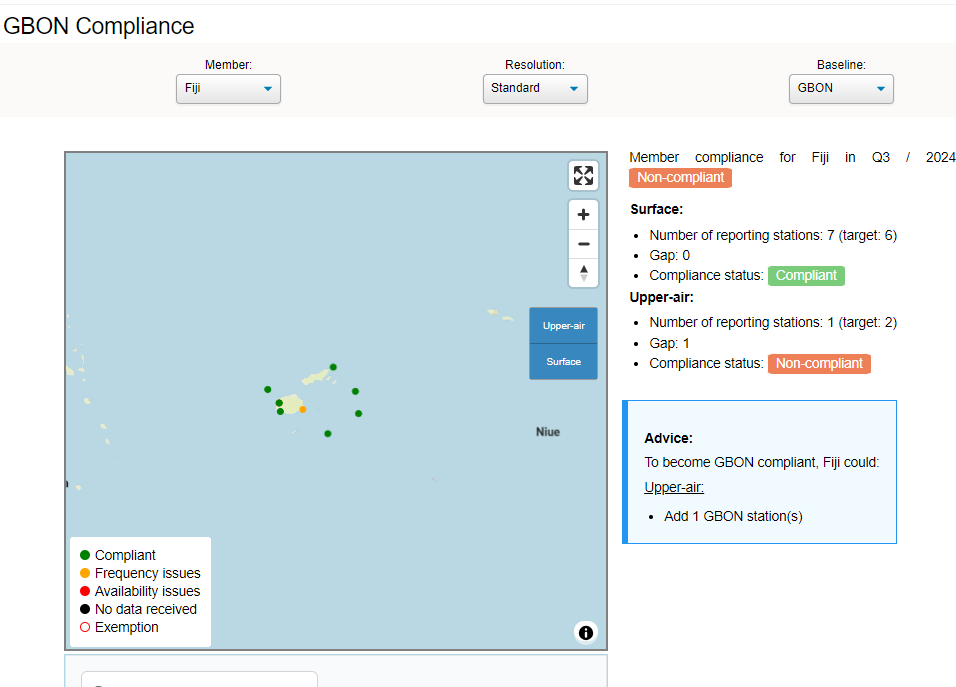 GBON Compliance
Member:
Resolution:
Baseline:
Fiji
Standard
GBON
Member compliance for Fiji in Q3 / 2024
Non-compliant
Surface:
Number of reporting stations: 7 (target: 6)
Gap: 0
Compliance status: Compliant
Upper-air:
Number of reporting stations: 1 (target: 2)
Gap: 1
Compliance status: Non-compliant
Upper-air
Surface
Niue
Advice:
To become GBON compliant, Fiji could:
Upper-air:
Add 1 GBON station(s)
Compliant
Frequency issues
Availability issues
No data received
Exemption